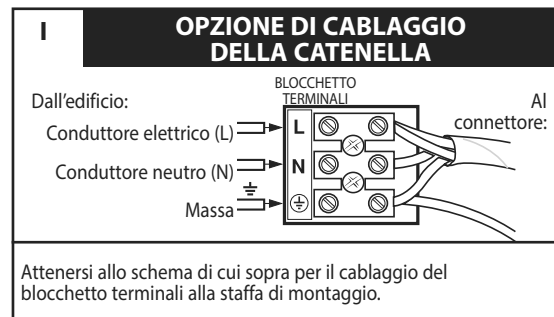 I
OPZIONE DI CABLAGGIO
DELLA CATENELLA
BLOCCHETTO
TERMINALI
Dall'edificio:
Al
connettore:
Conduttore elettrico (L)
L
Conduttore neutro (N)
N
Massa
Attenersi allo schema di cui sopra per il cablaggio del
blocchetto terminali alla staffa di montaggio.